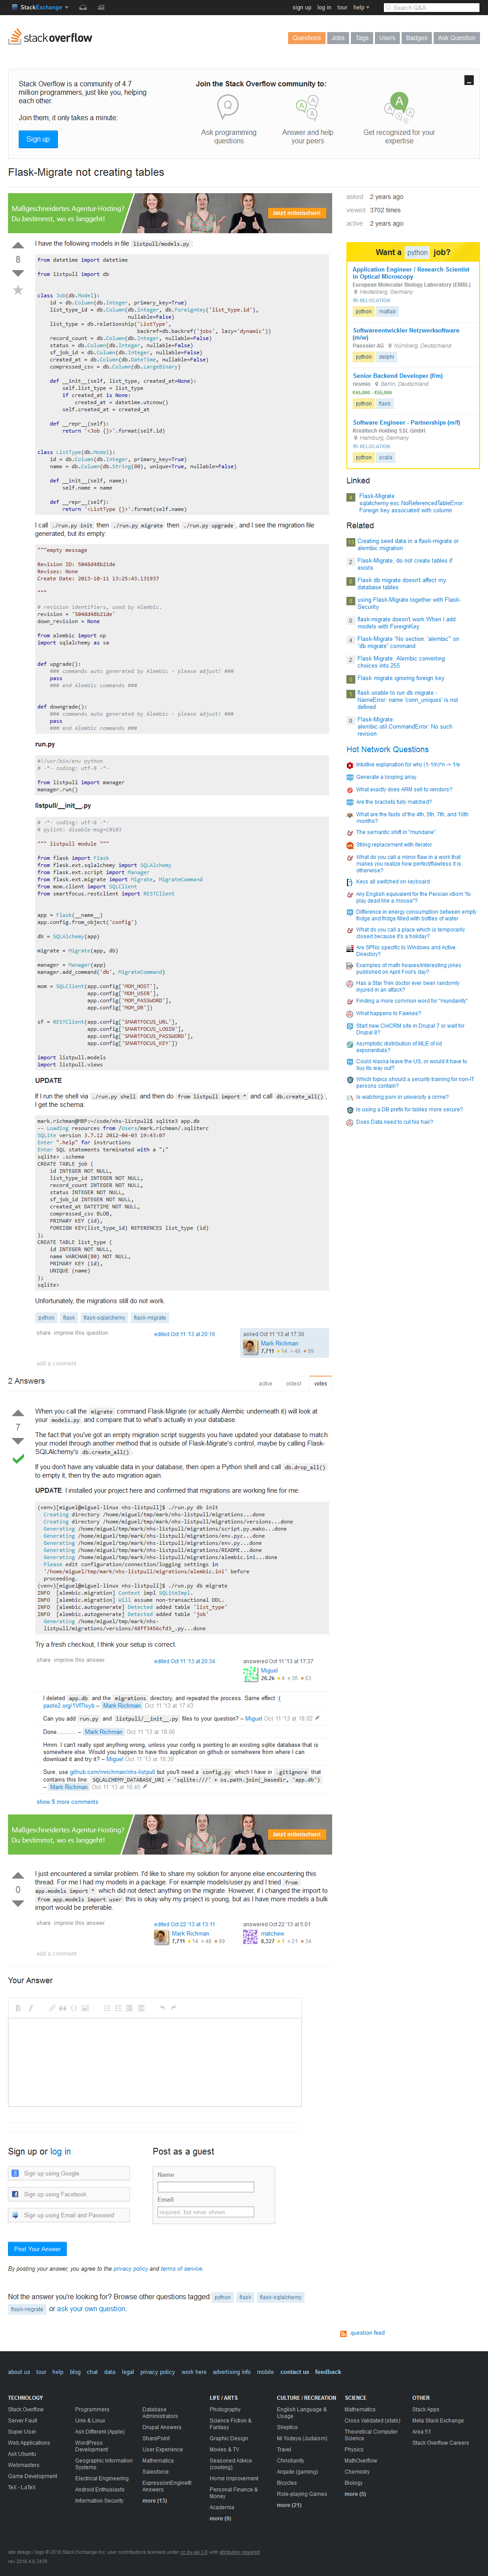 StackExchange
sign up log in tour help
Search Q&A
stackoverflow
Questions Jobs Tags Users Badges Ask Question
Stack Overflow is a community of 4.7
million programmers, just like you, helping
each other.
Join them; it only takes a minute:
Sign up
Join the Stack Overflow community to:
Ask programming
questions
Answer and help
your peers
Get recognized for your
expertise
Flask-Migrate not creating tables
Maßgeschneidertes Agentur-Hosting?
Du bestimmst, wo es langgeht!
Jetzt mitmischen!
8
I have the following models in file listpull/models.py:
from datetime import datetime
from listpull import db
class Job(db.Model):
id = db.Column(db.Integer, primary_key=True)
list_type_id = db.Column(db.Integer, db.ForeignKey('list_type.id'),
nullable=False)
list_type = db.relationship('ListType',
backref=db.backref('jobs', lazy='dynamic'))
record_count = db.Column(db.Integer, nullable=False)
status = db.Column(db.Integer, nullable=False)
sf_job_id = db.Column(db.Integer, nullable=False)
created_at = db.Column(db.DateTime, nullable=False)
compressed_csv = db.Column(db.LargeBinary)
def __init__(self, list_type, created_at=None):
self.list_type = list_type
if created_at is None:
created_at = datetime.utcnow()
self.created_at = created_at
def __repr__(self):
return '<Job {}>'.format(self.id)
class ListType(db.Model):
id = db.Column(db.Integer, primary_key=True)
name = db.Column(db.String(80), unique=True, nullable=False)
def __init__(self, name):
self.name = name
def __repr__(self):
return '<ListType {}>'.format(self.name)
I call ./run.py init then ./run.py migrate then ./run.py upgrade, and I see the migration file
generated, but its empty:
"""empty message
Revision ID: 5048d48b21de
Revises: None
Create Date: 2013-10-11 13:25:43.131937
"""
# revision identifiers, used by Alembic.
revision = '5048d48b21de'
down_revision = None
from alembic import op
import sqlalchemy as sa
def upgrade():
### commands auto generated by Alembic - please adjust! ###
pass
### end Alembic commands ###
def downgrade():
### commands auto generated by Alembic - please adjust! ###
pass
### end Alembic commands ###
run.py
#!/usr/bin/env python
# -*- coding: utf-8 -*-
from listpull import manager
manager.run()
listpull/__init__.py
# -*- coding: utf-8 -*-
# pylint: disable-msg=C0103
""" listpull module """
from flask import Flask
from flask.ext.sqlalchemy import SQLAlchemy
from flask.ext.script import Manager
from flask.ext.migrate import Migrate, MigrateCommand
from mom.client import SQLClient
from smartfocus.restclient import RESTClient
app = Flask(__name__)
app.config.from_object('config')
db = SQLAlchemy(app)
migrate = Migrate(app, db)
manager = Manager(app)
manager.add_command('db', MigrateCommand)
mom = SQLClient(app.config['MOM_HOST'],
app.config['MOM_USER'],
app.config['MOM_PASSWORD'],
app.config['MOM_DB'])
sf = RESTClient(app.config['SMARTFOCUS_URL'],
app.config['SMARTFOCUS_LOGIN'],
app.config['SMARTFOCUS_PASSWORD'],
app.config['SMARTFOCUS_KEY'])
import listpull.models
import listpull.views
UPDATE
If I run the shell via ./run.py shell and then do from listpull import * and call db.create_all(),
I get the schema:
mark.richman@MBP:~/code/nhs-listpull$ sqlite3 app.db
-- Loading resources from /Users/mark.richman/.sqliterc
SQLite version 3.7.12 2012-04-03 19:43:07
Enter ".help" for instructions
Enter SQL statements terminated with a ";"
sqlite> .schema
CREATE TABLE job (
id INTEGER NOT NULL,
list_type_id INTEGER NOT NULL,
record_count INTEGER NOT NULL,
status INTEGER NOT NULL,
sf_job_id INTEGER NOT NULL,
created_at DATETIME NOT NULL,
compressed_csv BLOB,
PRIMARY KEY (id),
FOREIGN KEY(list_type_id) REFERENCES list_type (id)
);
CREATE TABLE list_type (
id INTEGER NOT NULL,
name VARCHAR(80) NOT NULL,
PRIMARY KEY (id),
UNIQUE (name)
);
sqlite>
Unfortunately, the migrations still do not work.
python flask flask-sqlalchemy flask-migrate
share improve this question
edited Oct 11 '13 at 20:16
asked Oct 11 '13 at 17:30
Mark Richman
7,711 14 48 89
add a comment
2 Answers
active oldest votes
7
When you call the migrate command Flask-Migrate (or actually Alembic underneath it) will look at
your models.py and compare that to what's actually in your database.
The fact that you've got an empty migration script suggests you have updated your database to match
your model through another method that is outside of Flask-Migrate's control, maybe by calling Flask-
SQLAlchemy's db.create_all().
If you don't have any valuable data in your database, then open a Python shell and call db.drop_all()
to empty it, then try the auto migration again.
UPDATE: I installed your project here and confirmed that migrations are working fine for me:
(venv)[miguel@miguel-linux nhs-listpull]$ ./run.py db init
Creating directory /home/miguel/tmp/mark/nhs-listpull/migrations...done
Creating directory /home/miguel/tmp/mark/nhs-listpull/migrations/versions...done
Generating /home/miguel/tmp/mark/nhs-listpull/migrations/script.py.mako...done
Generating /home/miguel/tmp/mark/nhs-listpull/migrations/env.pyc...done
Generating /home/miguel/tmp/mark/nhs-listpull/migrations/env.py...done
Generating /home/miguel/tmp/mark/nhs-listpull/migrations/README...done
Generating /home/miguel/tmp/mark/nhs-listpull/migrations/alembic.ini...done
Please edit configuration/connection/logging settings in
'/home/miguel/tmp/mark/nhs-listpull/migrations/alembic.ini' before
proceeding.
(venv)[miguel@miguel-linux nhs-listpull]$ ./run.py db migrate
INFO [alembic.migration] Context impl SQLiteImpl.
INFO [alembic.migration] Will assume non-transactional DDL.
INFO [alembic.autogenerate] Detected added table 'list_type'
INFO [alembic.autogenerate] Detected added table 'job'
Generating /home/miguel/tmp/mark/nhs-
listpull/migrations/versions/48ff3456cfd3_.py...done
Try a fresh checkout, I think your setup is correct.
share improve this answer
edited Oct 11 '13 at 20:34
answered Oct 11 '13 at 17:37
Miguel
26.2k 4 35 63
I deleted app.db and the migrations directory, and repeated the process. Same effect :(
paste2.org/1Vf7txyb – Mark Richman Oct 11 '13 at 17:43
Can you add run.py and listpull/__init__.py files to your question? – Miguel Oct 11 '13 at 18:02
Done........... – Mark Richman Oct 11 '13 at 18:06
Hmm. I can't really spot anything wrong, unless your config is pointing to an existing database that is
somewhere else. Would you happen to have this application on github or somewhere from where I can
download it and try it? – Miguel Oct 11 '13 at 18:30
Sure, use github.com/mrichman/nhs-listpull but you'll need a config.py which I have in .gitignore that
contains this line: SQLALCHEMY_DATABASE_URI = 'sqlite:///' + os.path.join(_basedir, 'app.db')
– Mark Richman Oct 11 '13 at 18:40
show 5 more comments
Maßgeschneidertes Agentur-Hosting?
Du bestimmst, wo es langgeht!
Jetzt mitmischen!
0
I just encountered a similar problem. I'd like to share my solution for anyone else encountering this
thread. For me I had my models in a package. For example models/user.py and I tried from
app.models import * which did not detect anything on the migrate. However, if I changed the import to
from app.models import user this is okay why my project is young, but as I have more models a bulk
import would be preferable.
share improve this answer
edited Oct 22 '13 at 13:11
Mark Richman
7,711 14 48 89
answered Oct 22 '13 at 5:01
matchew
8,327 1 21 34
add a comment
Your Answer
Sign up or log in
Sign up using Google
Sign up using Facebook
Sign up using Email and Password
Post as a guest
Name
Email
required, but never shown
Post Your Answer
By posting your answer, you agree to the privacy policy and terms of service.
Not the answer you're looking for? Browse other questions tagged python flask flask-sqlalchemy
flask-migrate or ask your own question.
asked 2 years ago
viewed 3702 times
active 2 years ago
Want a python job?
Application Engineer / Research Scientist
in Optical Microscopy
European Molecular Biology Laboratory (EMBL)
Heidelberg, Germany
RELOCATION
python matlab
Softwareentwickler Netzwerksoftware
(m/w)
Paessler AG Nürnberg, Deutschland
python delphi
Senior Backend Developer (f/m)
resmio Berlin, Deutschland
€45,000 - €55,000
python flask
Software Engineer - Partnerships (m/f)
Kreditech Holding SSL GmbH
Hamburg, Germany
RELOCATION
python scala
Linked
Flask-Migrate
sqlalchemy.exc.NoReferencedTableError:
Foreign key associated with column
Related
Creating seed data in a flask-migrate or
alembic migration
2 Flask-Migrate, do not create tables if
exists
Flask db migrate doesn't affect my
database tables
using Flask-Migrate together with Flask-
Security
0 flask-migrate doesn't work When I add
models with ForeignKey
4 Flask-Migrate "No section: 'alembic'" on
"db migrate" command
2 Flask Migrate: Alembic converting
choices into 255
Flask migrate ignoring foreign key
flask unable to run db migrate -
NameError: name 'conn_uniques' is not
defined
0 Flask-Migrate:
alembic.util.CommandError: No such
revision
Hot Network Questions
Intuitive explanation for why (1-1/n)^n -> 1/e
Generate a looping array
What exactly does ARM sell to vendors?
Are the brackets fully matched?
What are the fasts of the 4th, 5th, 7th, and 10th
months?
The semantic shift in "mundane"
String replacement with iterator
What do you call a minor flaw in a work that
makes you realize how perfect/flawless it is
otherwise?
Keys all switched on keyboard
Any English equivalent for the Persian idiom "to
play dead like a mouse"?
Difference in energy consumption between empty
fridge and fridge filled with bottles of water
What do you call a place which is temporarily
closed because it's a holiday?
Are SPNs specific to Windows and Active
Directory?
Examples of math hoaxes/interesting jokes
published on April Fool's day?
Has a Star Trek doctor ever been randomly
injured in an attack?
Finding a more common word for "mundanity"
What happens to Fawkes?
Start new CiviCRM site in Drupal 7 or wait for
Drupal 8?
Asymptotic distribution of MLE of iid
exponentials?
Could Alaska leave the US, or would it have to
buy its way out?
Which topics should a security training for non-IT
persons contain?
Is watching porn in university a crime?
Is using a DB prefix for tables more secure?
Does Data need to cut his hair?
question feed
about us tour help blog chat data legal privacy policy work here advertising info mobile contact us feedback
TECHNOLOGY
Stack Overflow
Server Fault
Super User
Web Applications
Ask Ubuntu
Webmasters
Game Development
TeX - LaTeX
Programmers
Unix & Linux
Ask Different (Apple)
WordPress
Development
Geographic Information
Systems
Electrical Engineering
Android Enthusiasts
Information Security
Database
Administrators
Drupal Answers
SharePoint
User Experience
Mathematica
Salesforce
ExpressionEngine®
Answers
more (13)
LIFE / ARTS
Photography
Science Fiction &
Fantasy
Graphic Design
Movies & TV
Seasoned Advice
(cooking)
Home Improvement
Personal Finance &
Money
Academia
more (9)
CULTURE / RECREATION
English Language &
Usage
Skeptics
Mi Yodeya (Judaism)
Travel
Christianity
Arqade (gaming)
Bicycles
Role-playing Games
more (21)
SCIENCE
Mathematics
Cross Validated (stats)
Theoretical Computer
Science
Physics
MathOverflow
Chemistry
Biology
more (5)
OTHER
Stack Apps
Meta Stack Exchange
Area 51
Stack Overflow Careers
site design / logo © 2016 Stack Exchange Inc; user contributions licensed under cc by-sa 3.0 with attribution required
rev 2016.4.6.3439